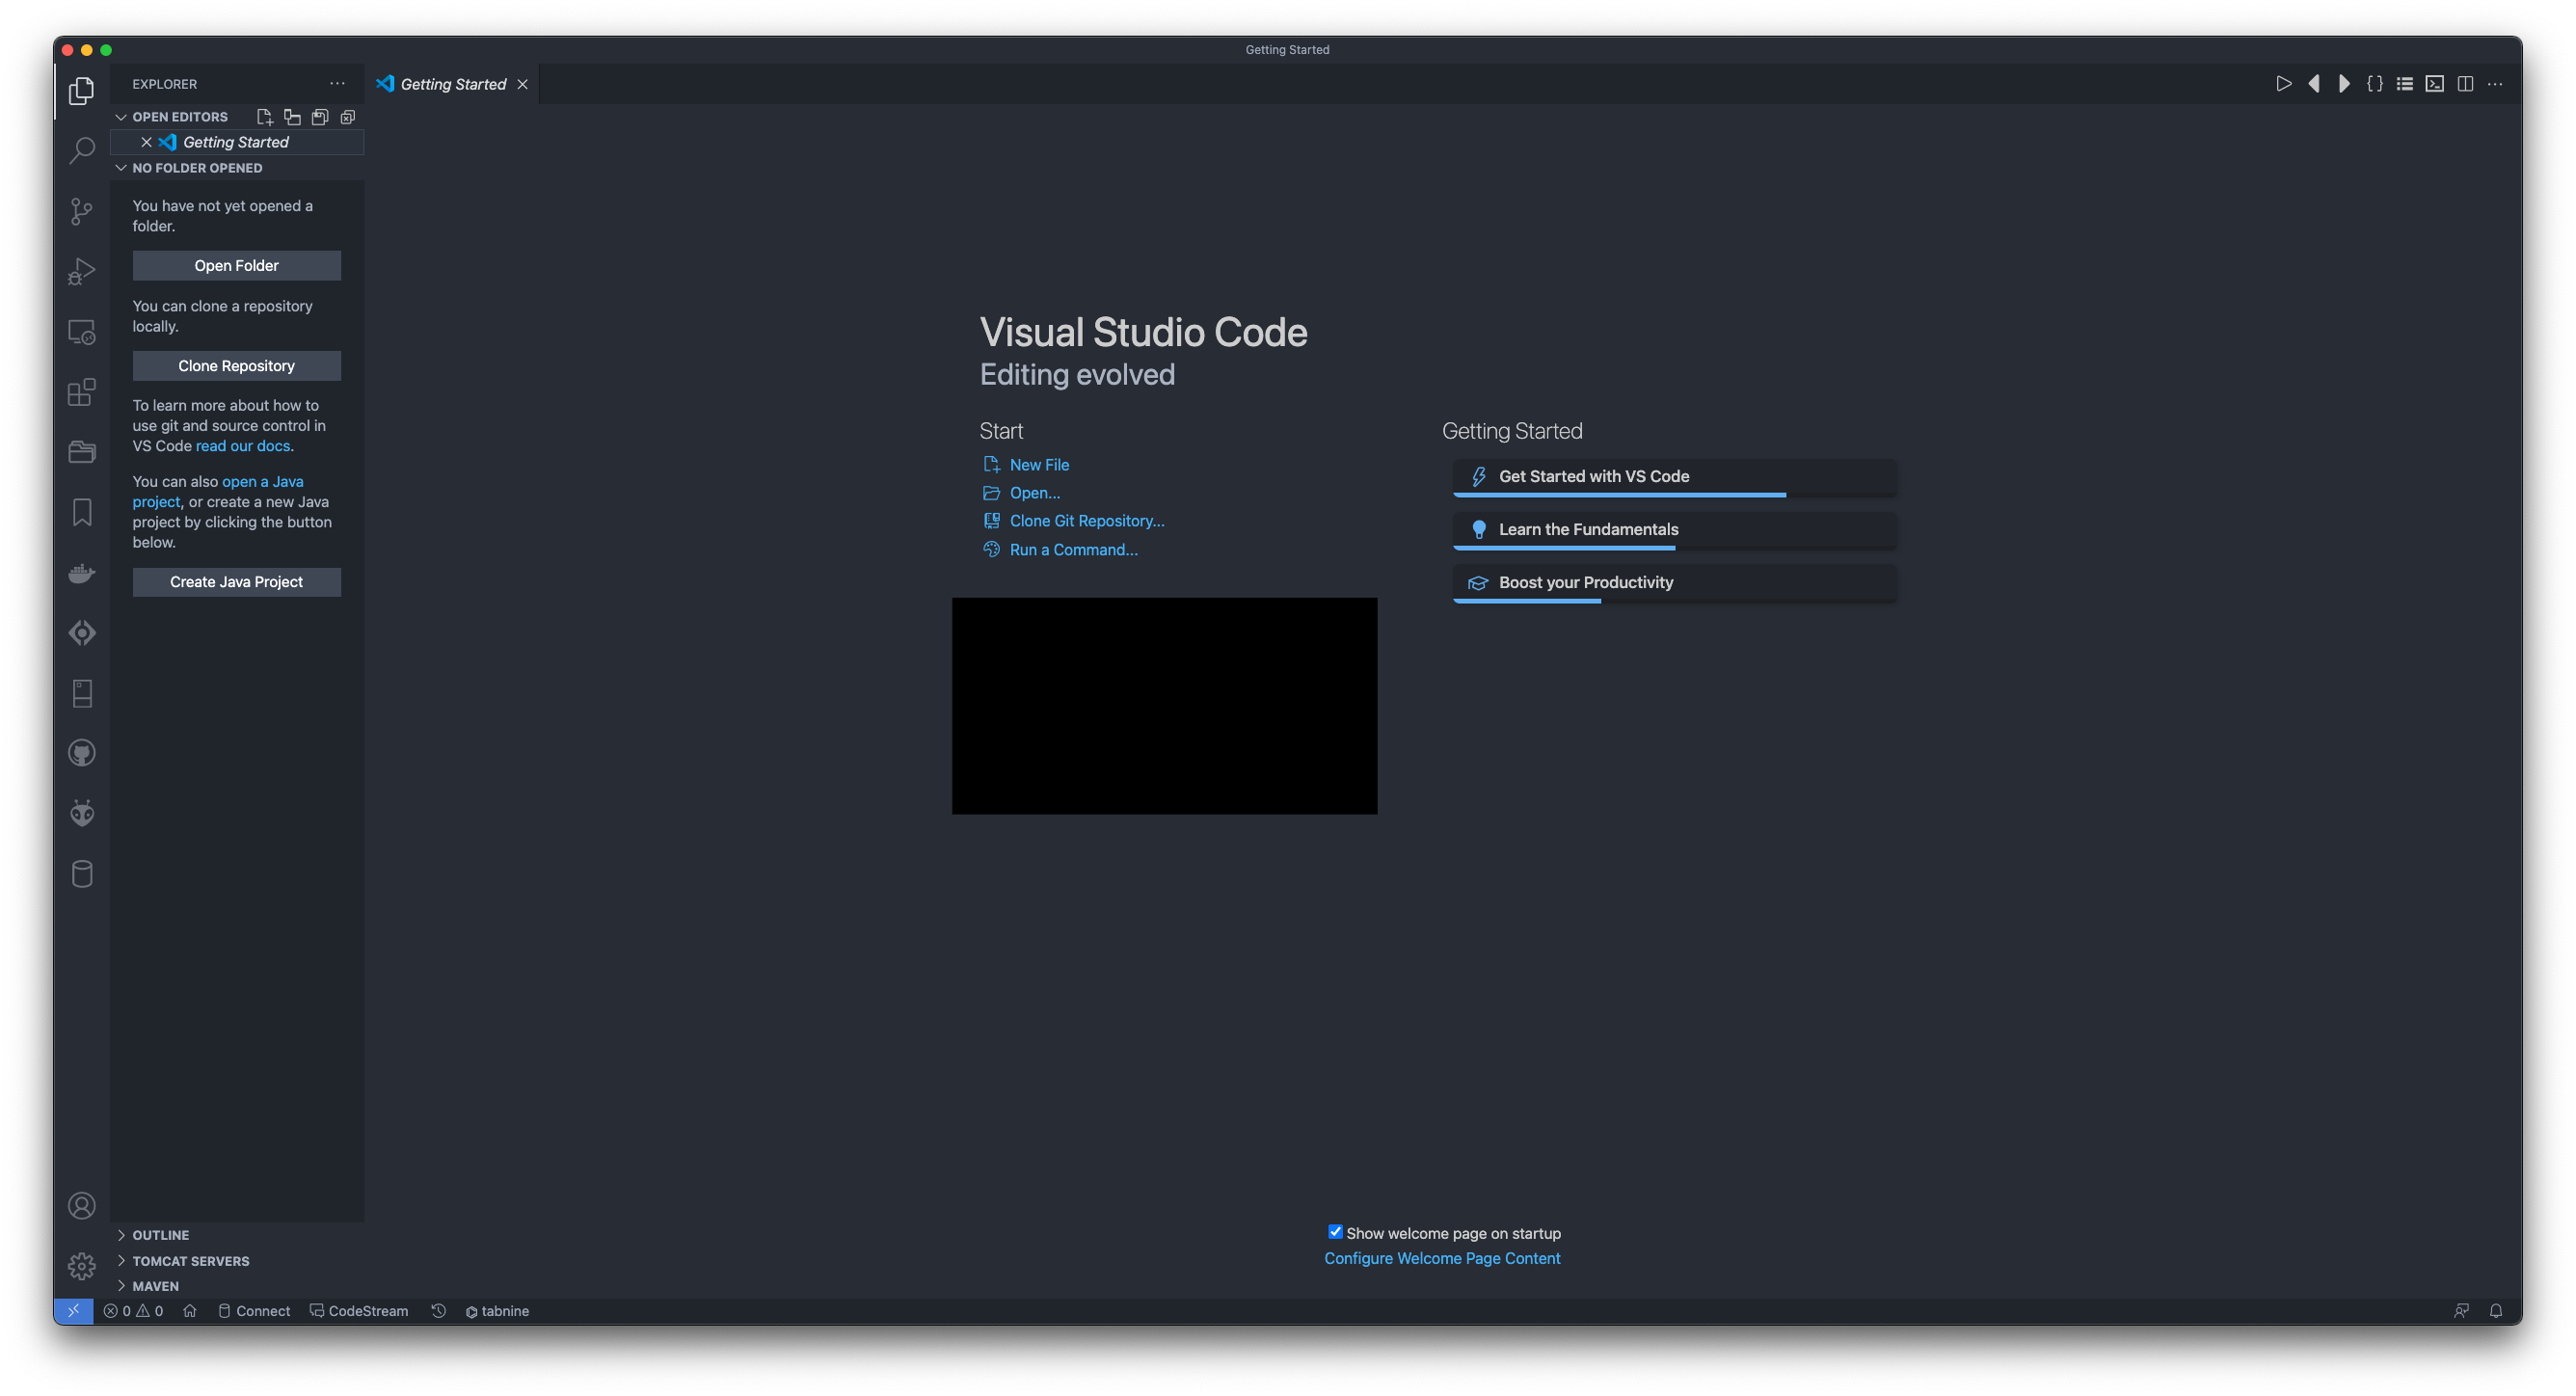 Getting Started
EXPLORER
Getting Started
OPEN EDITORS
Getting Started
NO FOLDER OPENED
You have not yet opened a
folder.
Open Folder
You can clone a repository
locally.
Clone Repository
To learn more about how to
use git and source control in
VS Code read our docs.
You can also open a Java
project, or create a new Java
project by clicking the button
below.
Create Java Project
OUTLINE
TOMCAT SERVERS
MAVEN
Visual Studio Code
Editing evolved
Start
New File
Open...
Clone Git Repository...
Run a Command...
Getting Started
Get Started with VS Code
Learn the Fundamentals
Boost your Productivity
Show welcome page on startup
Configure Welcome Page Content
0 0 Connect CodeStream tabnine